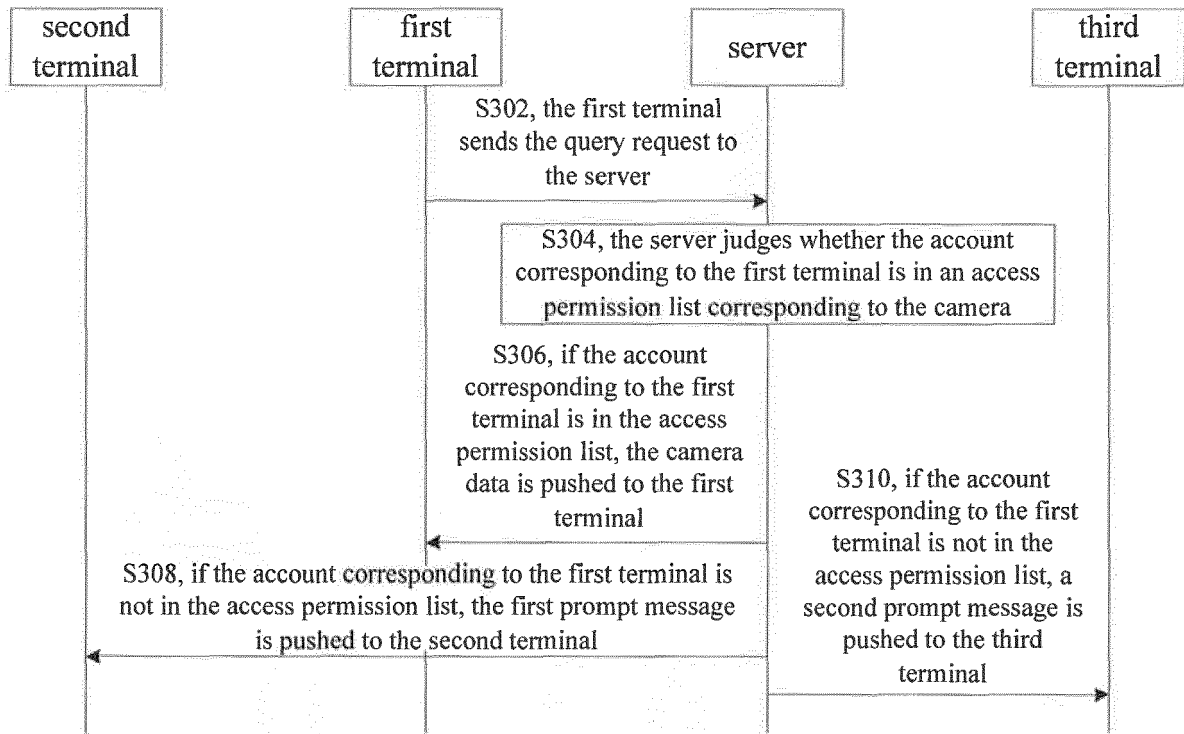 second
terminal
first
terminal
server
third
terminal
S302, the first terminal
sends the query request to
the server
S304, the server judges whether the account
corresponding to the first terminal is in an access
permission list corresponding to the camera
S306, if the account
corresponding to the first
terminal is in the access
permission list, the camera
data is pushed to the first
terminal
S308, if the account corresponding to the first terminal is
not in the access permission list, the first prompt message
is pushed to the second terminal
S310, if the account
corresponding to the first
terminal is not in the
access permission list, a
second prompt message is
pushed to the third
terminal